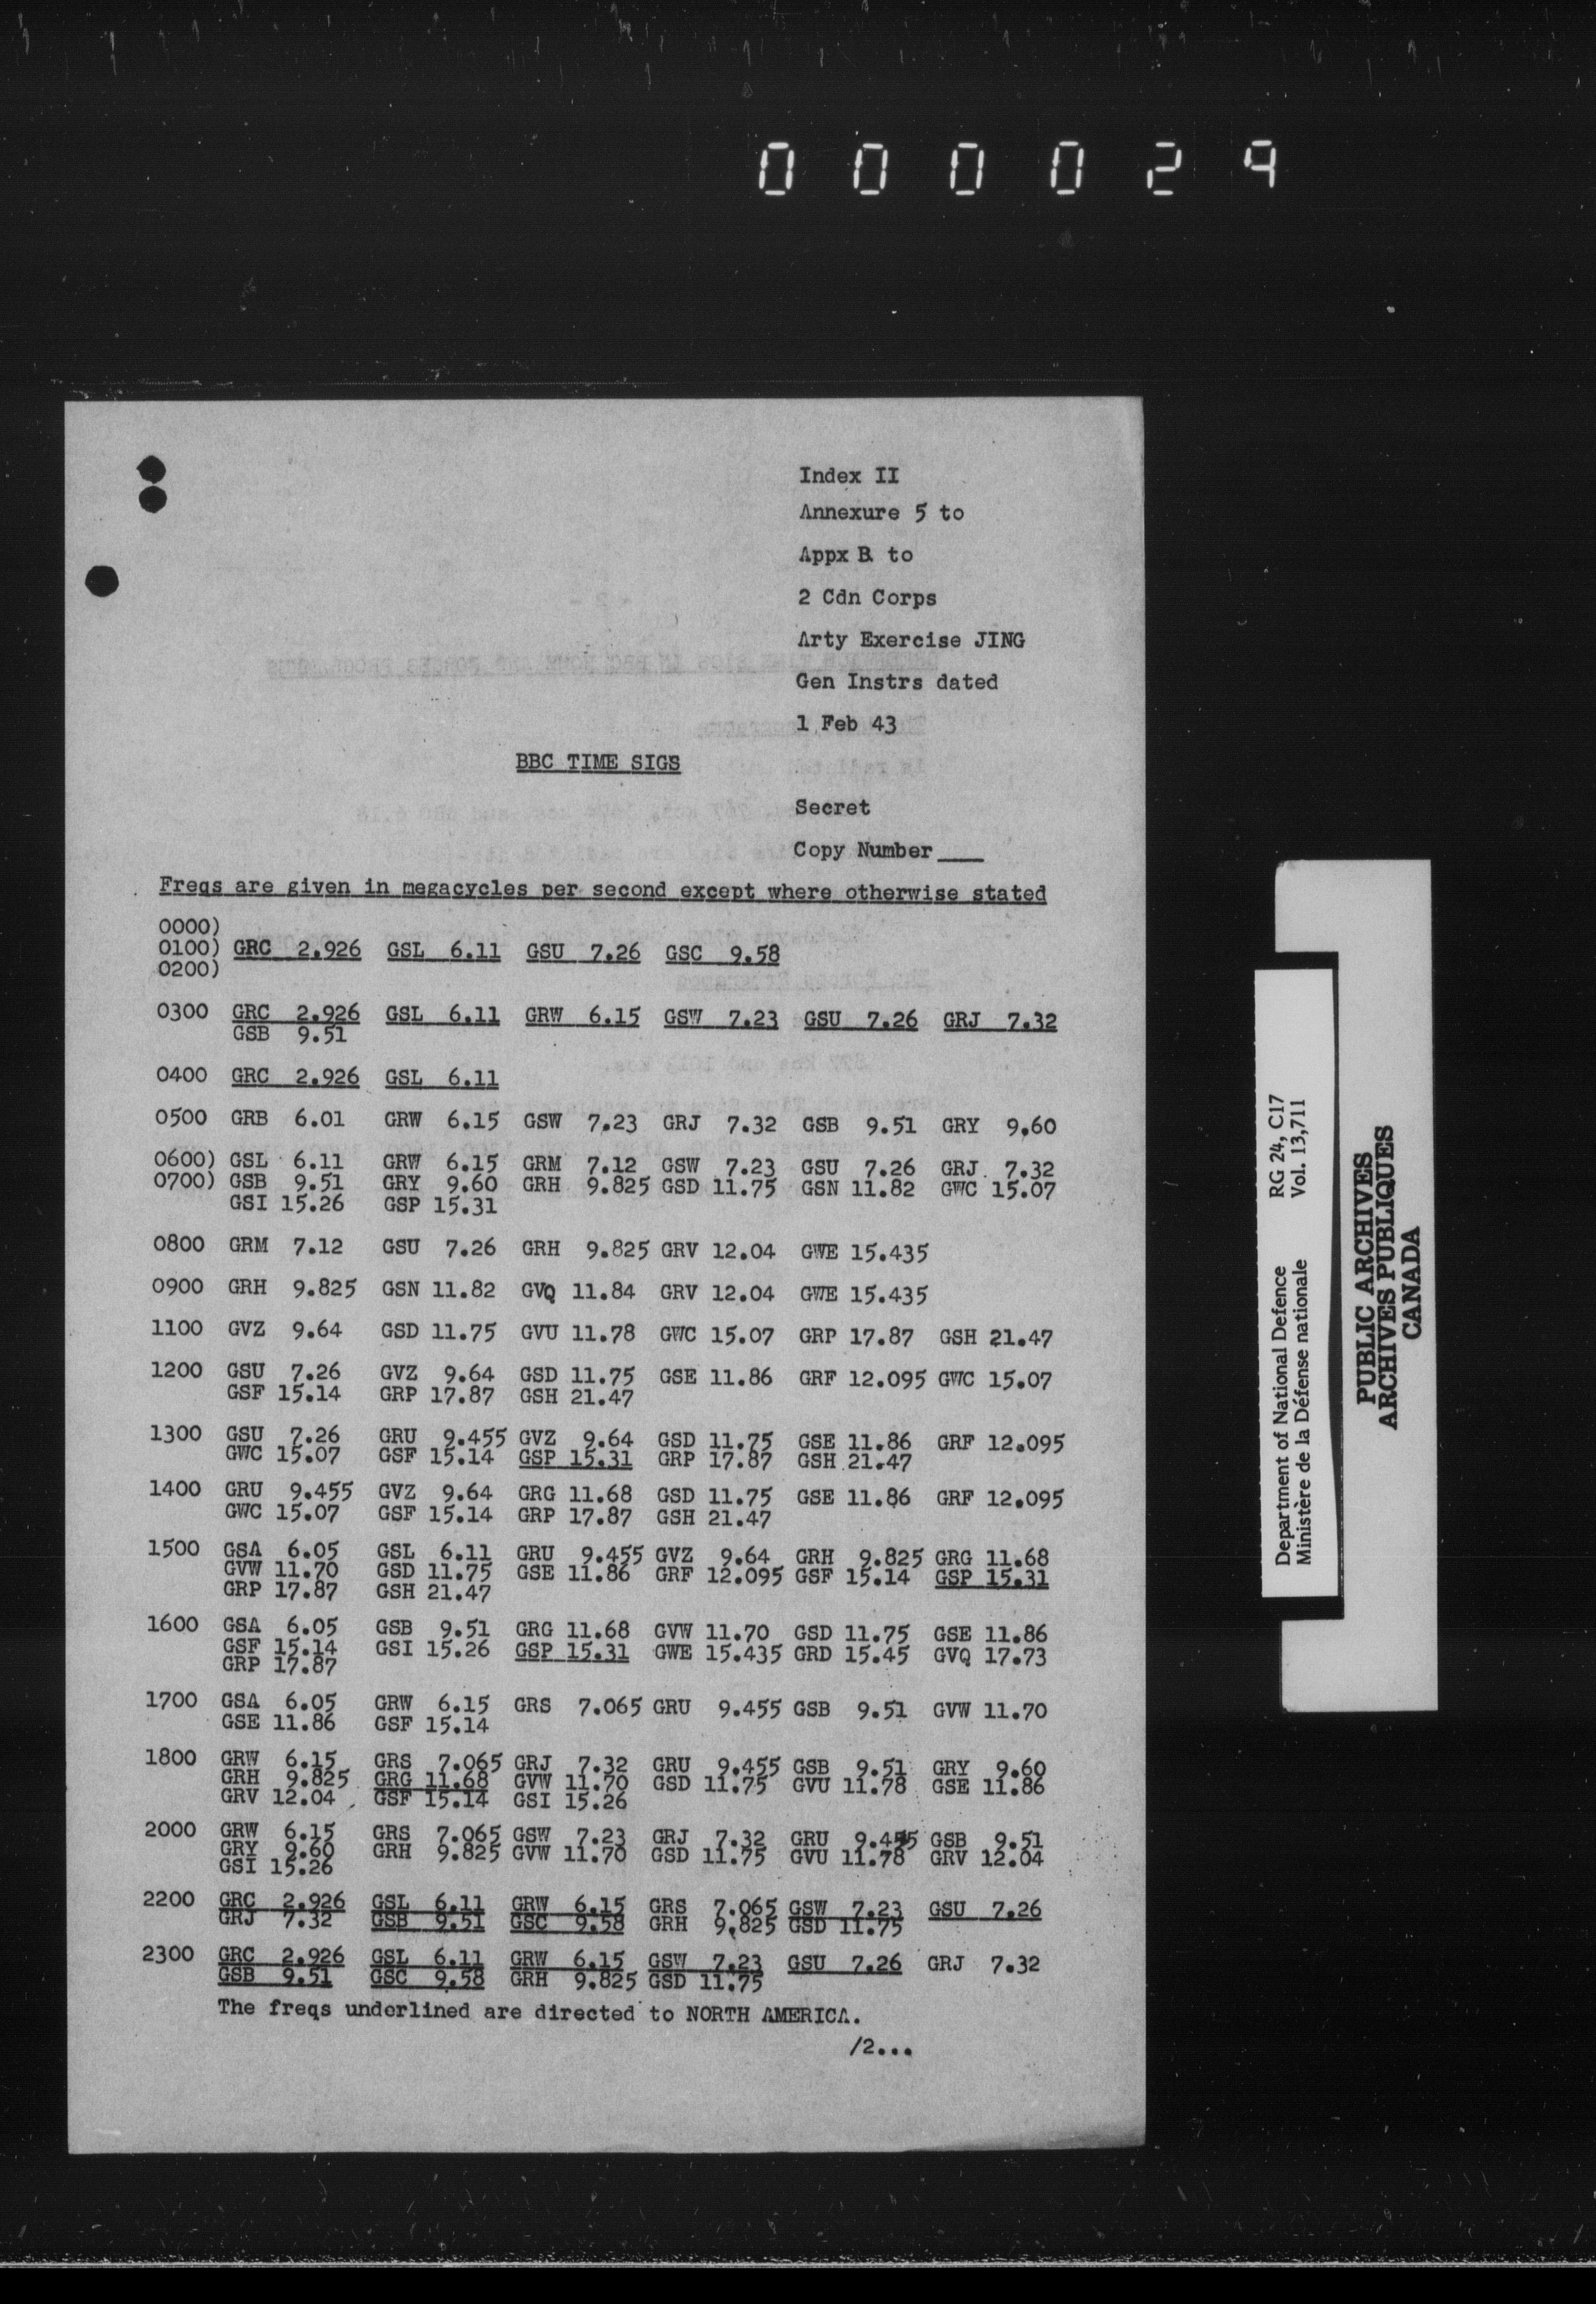 000029
Index II
Annexure 5 to
Appx B to
2 Cdn Corps
Arty Exercise JING
Gen Instrs dated
1 Feb 43
BBC TIME SIGS
Secret
Copy Number ___
Freqs are given in megacycles per second except where otherwise stated
0000)
0100) GRC 2.926 GSL 6.11 GSU 7.26 GSC 9.58
0200)
0300 GRC 2.926 GSL 6.11 GRW 6.15 GSW 7.23 GSU 7.26 GRJ 7.32
GSB 9.51
0400 GRC 2.926 GSL 6.11
0500 GRB 6.01 GRW 6.15 GSW 7.23 GRJ 7.32 GSB 9.51 GRY 9.60
0600) GSL 6.11 GRW 6.15 GRM 7.12 GSW 7.23 GSU 7.26 GRJ 7.32
0700) GSB 9.51 GRY 9.60 GRH 9.825 GSD 11.75 GSN 11.82 GWC 15.07
GSI 15.26 GSP 15.31
0800 GRM 7.12 GSU 7.26 GRH 9.825 GRV 12.04 GWE 15.435
0900 GRH 9.825 GSN 11.82 GVQ 11.84 GRV 12.04 GWE 15.435
1100 GVZ 9.64 GSD 11.75 GVU 11.78 GWC 15.07 GRP 17.87 GSH 21.47
1200 GSU 7.26 GVZ 9.64 GSD 11.75 GSE 11.86 GRF 12.095 GWC 15.07
GSF 15.14 GRP 17.87 GSH 21.47
1300 GSU 7.26 GRU 9.455 GVZ 9.64 GSD 11.75 GSE 11.86 GRF 12.095
GWC 15.07 GSF 15.14 GSP 15.31 GRP 17.87 GSH 21.47
1400 GRU 9.455 GVZ 9.64 GRG 11.68 GSD 11.75 GSE 11.86 GRF 12.095
GWC 15.07 GSF 15.14 GRP 17.87 GSH 21.47
1500 GSA 6.05 GSL 6.11 GRU 9.455 GVZ 9.64 GRH 9.825 GRG 11.68
GVW 11.70 GSD 11.75 GSE 11.86 GRF 12.095 GSF 15.14 GSP 15.31
GRP 17.87 GSH 21.47
1600 GSA 6.05 GSB 9.51 GRG 11.68 GVW 11.70 GSD 11.75 GSE 11.86
GSF 15.14 GSI 15.26 GSP 15.31 GWE 15.435 GRD 15.45 GVQ 17.73
GRP 17.87
1700 GSA 6.05 GRW 6.15 GRS 7.065 GRU 9.455 GSB 9.51 GVW 11.70
GSE 11.86 GSF 15.14
1800 GRW 6.15 GRS 7.065 GRJ 7.32 GRU 9.455 GSB 9.51 GRY 9.60
GRH 9.825 GRG 11.68 GVW 11.70 GSD 11.75 GVU 11.78 GSE 11.86
GRV 12.04 GSF 15.14 GSI 15.26
2000 GRW 6.15 GRS 7.065 GSW 7.23 GRJ 7.32 GRU 9.455 GSB 9.51
GRY 9.60 GRH 9.825 GVW 11.70 GSD 11.75 GVU 11.78 GRV 12.04
GSI 15.26
2200 GRC 2.926 GSL 6.11 GRW 6.15 GRS 7.065 GSW 7.23 GSU 7.26
GRJ 7.32 GSB 9.51 GSC 9.58 GRH 9.825 GSD 11.75
2300 GRC 2.926 GSL 6.11 GRW 6.15 GSW 7.23 GSU 7.26 GRJ 7.32
GSB 9.51 GSC 9.58 GRH 9.825 GSD 11.75
The freqs underlined are directed to NORTH AMERICA.
/2...
Department of National Defence RG 24, C17
Ministère de la Défense nationale Vol. 13,711
PUBLIC ARCHIVES
ARCHIVES PUBLIQUES
CANADA